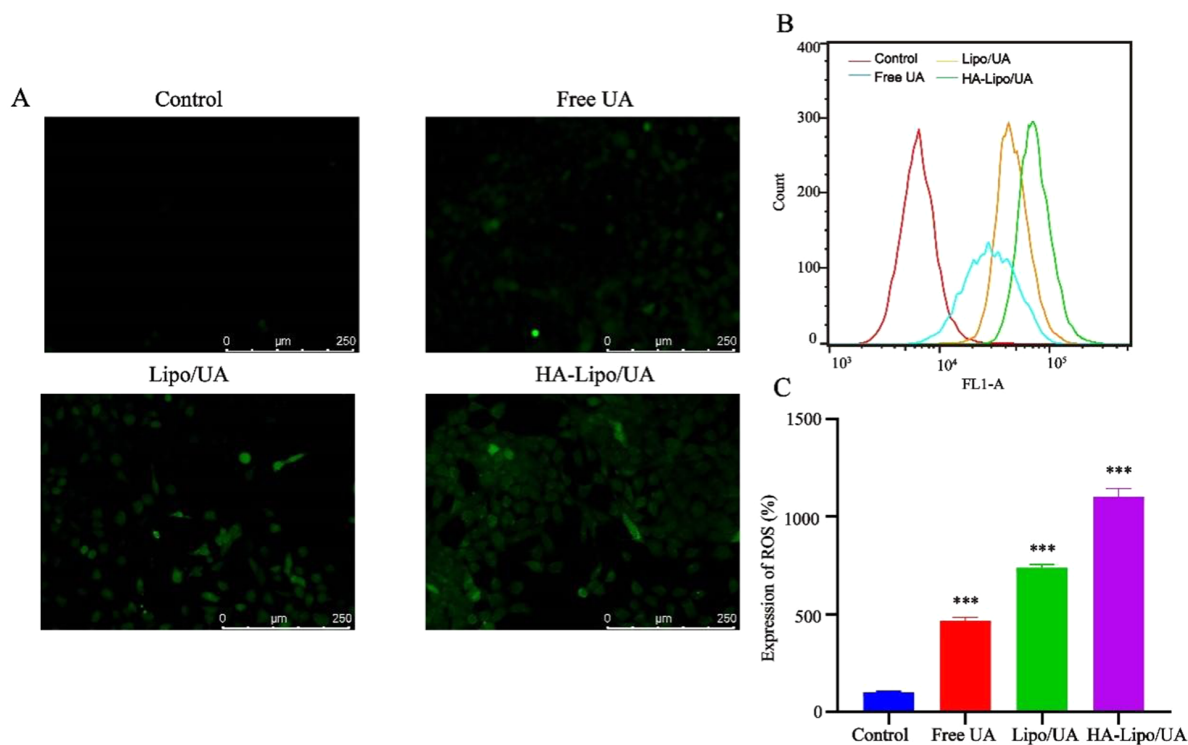 A
Control
Free UA
0 µm 250
0 µm 250
Lipo/UA
HA-Lipo/UA
0 µm 250
0 µm 250
B
400
300
200
100
0
Count
Control
Lipo/UA
Free UA
HA-Lipo/UA
10³ 10⁴ 10⁵
FL1-A
C
1500
1000
500
0
Expression of ROS (%)
***
***
***
Control Free UA Lipo/UA HA-Lipo/UA